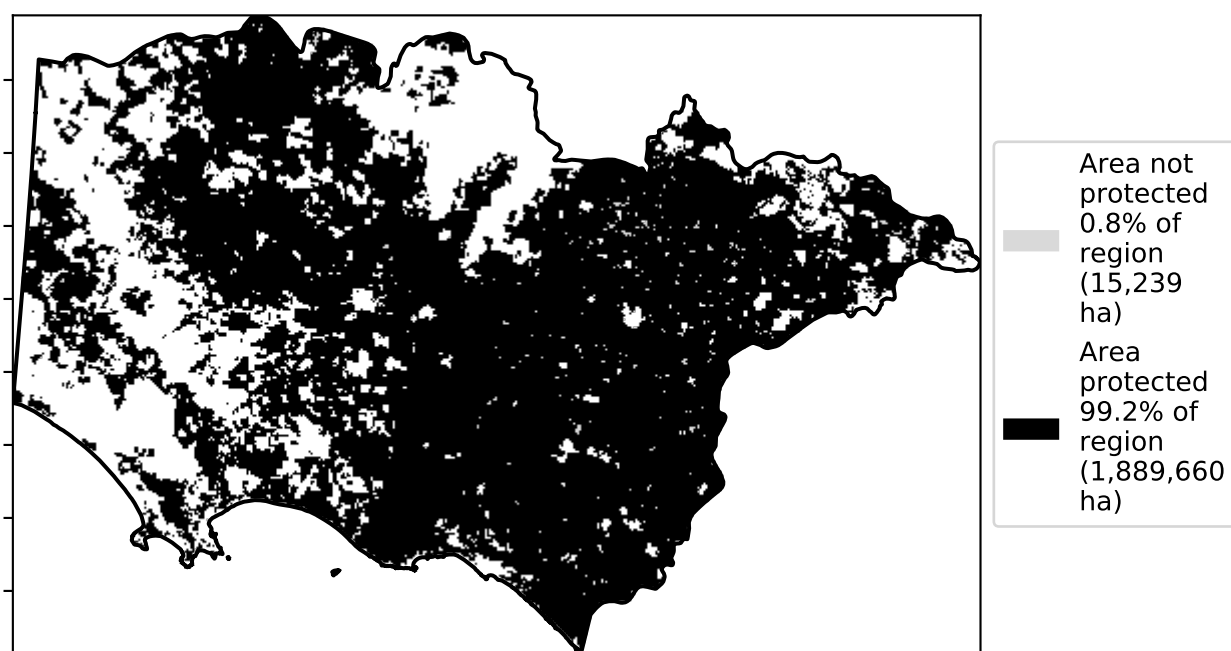 Area not
protected
0.8% of
region
(15,239
ha)
Area
protected
99.2% of
region
(1,889,660
ha)